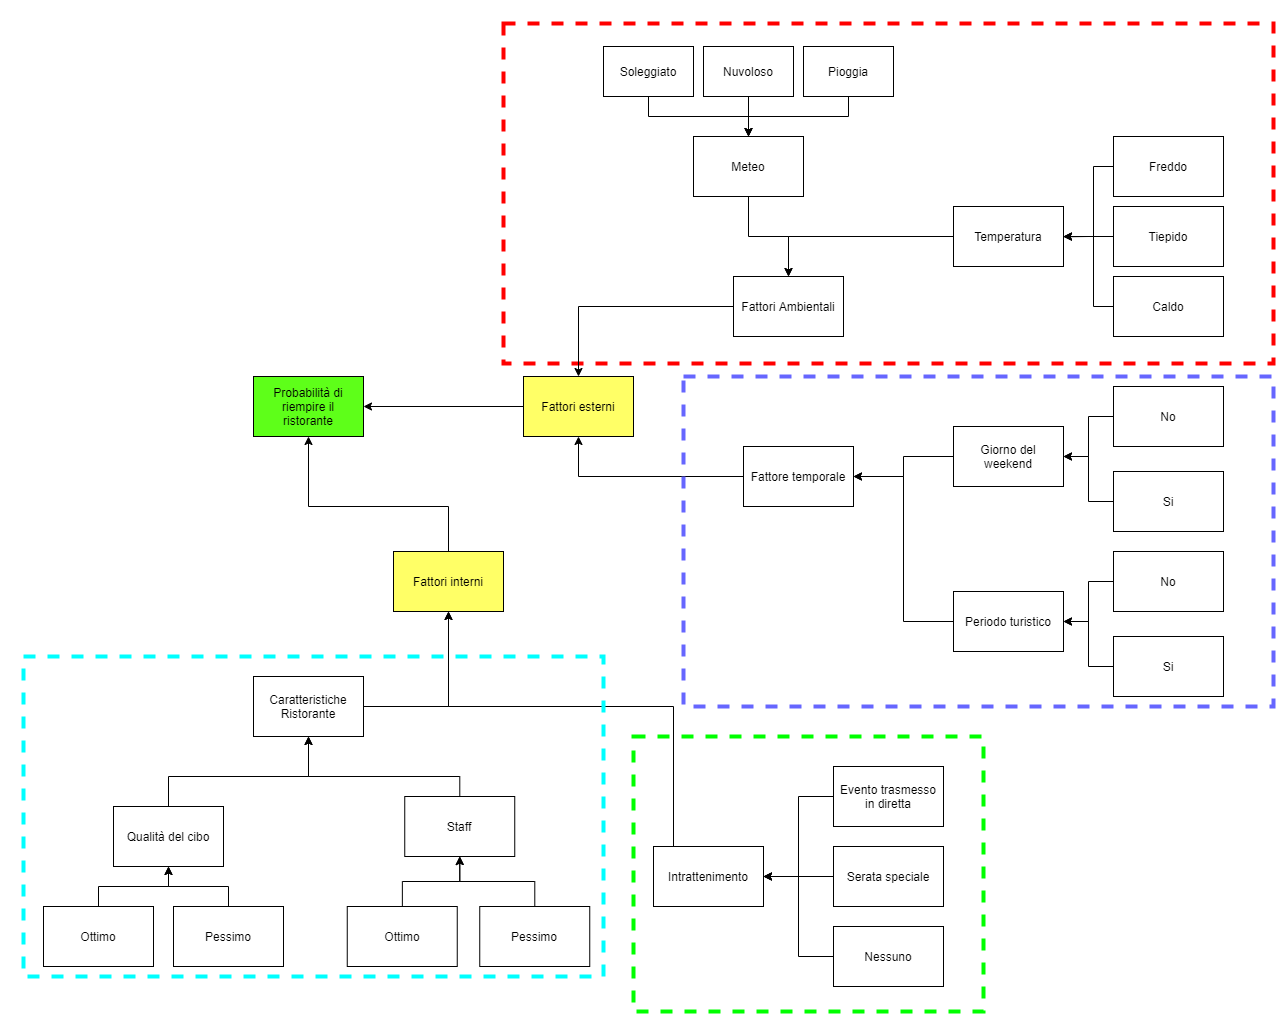 Soleggiato
Nuvoloso
Pioggia
Meteo
Freddo
Temperatura
Tiepido
Fattori Ambientali
Caldo
Probabilità di
riempire il
ristorante
Fattori esterni
No
Giorno del
weekend
Fattore temporale
Si
Fattori interni
No
Periodo turistico
Si
Caratteristiche
Ristorante
Evento trasmesso
in diretta
Qualità del cibo
Staff
Intrattenimento
Serata speciale
Ottimo
Pessimo
Ottimo
Pessimo
Nessuno